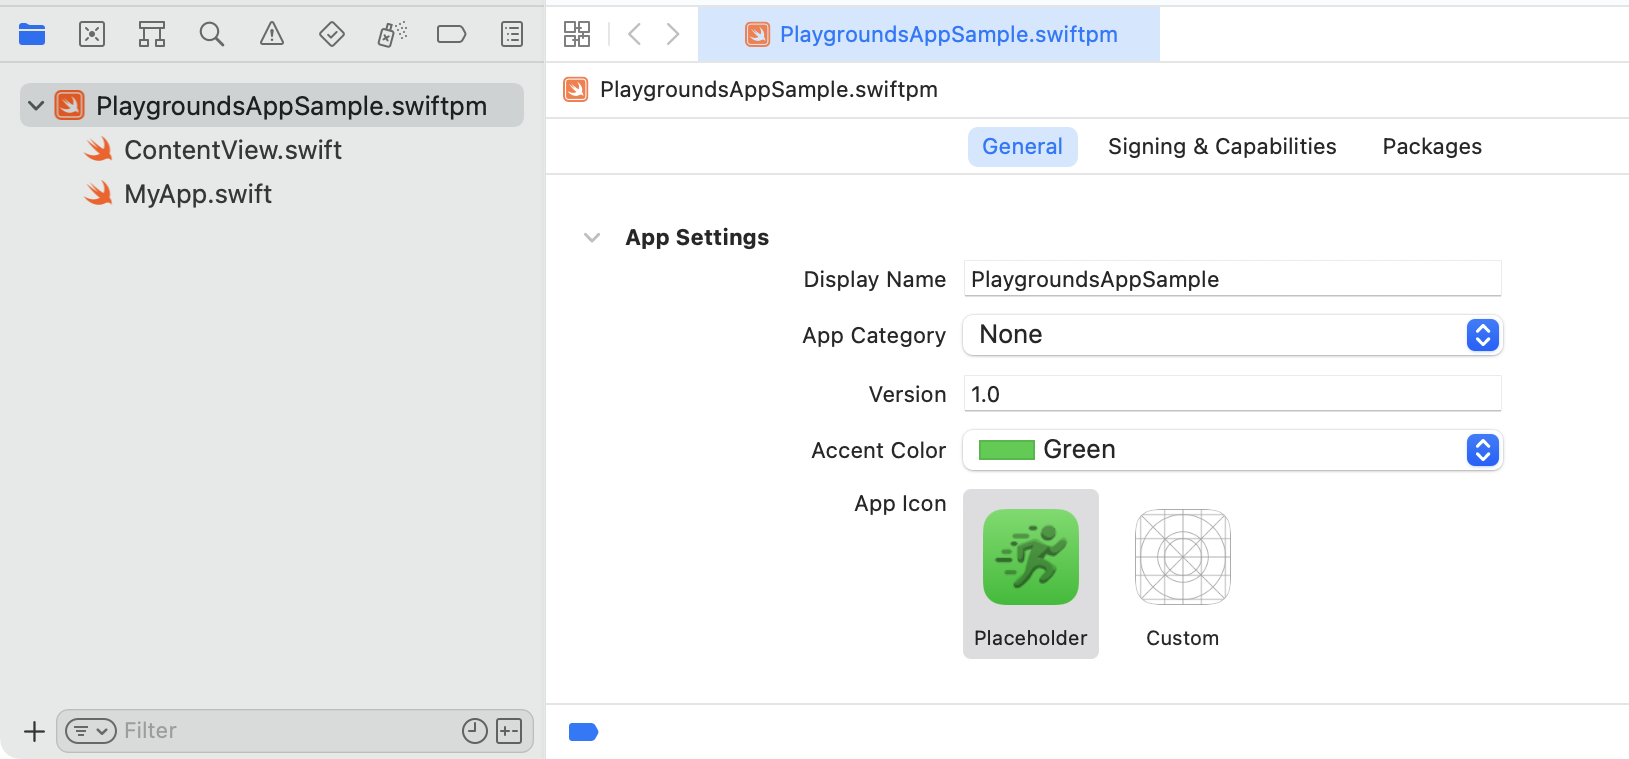 PlaygroundsAppSample.swiftpm
ContentView.swift
MyApp.swift
Filter
PlaygroundsAppSample.swiftpm
PlaygroundsAppSample.swiftpm
General Signing & Capabilities Packages
App Settings
Display Name PlaygroundsAppSample
App Category None
Version 1.0
Accent Color Green
App Icon
Placeholder Custom